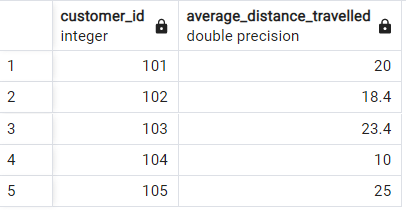 customer_id average_distance_travelled
integer double precision
1 101 20
2 102 18.4
3 103 23.4
4 104 10
5 105 25